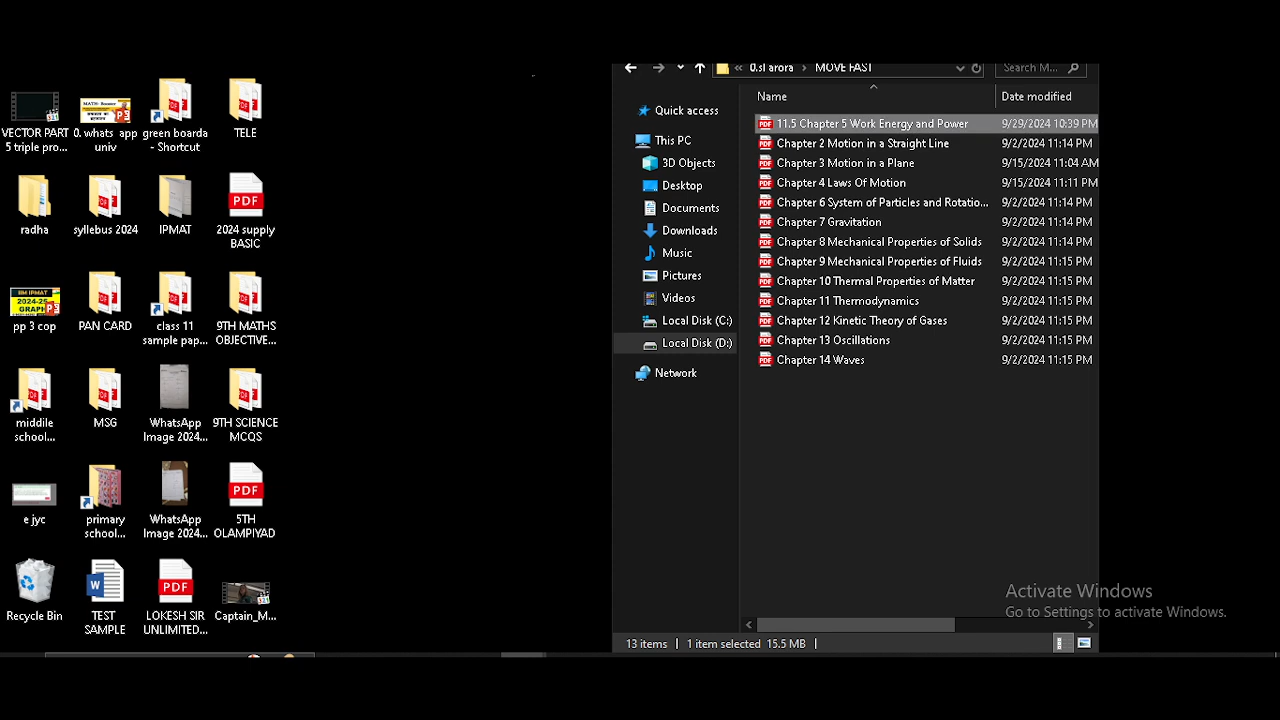 VECTOR PART
5 triple pro...
0. whats app
univ
green boarda
- Shortcut
TELE
radha
syllebus 2024
IPMAT
2024 supply
BASIC
pp 3 cop
PAN CARD
class 11
sample pap...
9TH MATHS
OBJECTIVE...
middile
school...
MSG
WhatsApp
Image 2024...
9TH SCIENCE
MCQS
e jyc
primary
school...
WhatsApp
Image 2024...
5TH
OLAMPIYAD
Recycle Bin
TEST
SAMPLE
LOKESH SIR
UNLIMITED...
Captain_M...
MATH- Booster
IIM IPMAT
2024-25
GRAPH
PDF
PDF
PDF
0.sl arora > MOVE FAST
Search M...
Quick access
This PC
3D Objects
Desktop
Documents
Downloads
Music
Pictures
Videos
Local Disk (C:)
Local Disk (D:)
Network
Name Date modified
11.5 Chapter 5 Work Energy and Power 9/29/2024 10:39 PM
Chapter 2 Motion in a Straight Line 9/2/2024 11:14 PM
Chapter 3 Motion in a Plane 9/15/2024 11:04 AM
Chapter 4 Laws Of Motion 9/15/2024 11:11 PM
Chapter 6 System of Particles and Rotatio... 9/2/2024 11:14 PM
Chapter 7 Gravitation 9/2/2024 11:14 PM
Chapter 8 Mechanical Properties of Solids 9/2/2024 11:14 PM
Chapter 9 Mechanical Properties of Fluids 9/2/2024 11:15 PM
Chapter 10 Thermal Properties of Matter 9/2/2024 11:15 PM
Chapter 11 Thermodynamics 9/2/2024 11:15 PM
Chapter 12 Kinetic Theory of Gases 9/2/2024 11:15 PM
Chapter 13 Oscillations 9/2/2024 11:15 PM
Chapter 14 Waves 9/2/2024 11:15 PM
Activate Windows
Go to Settings to activate Windows.
13 items | 1 item selected 15.5 MB |